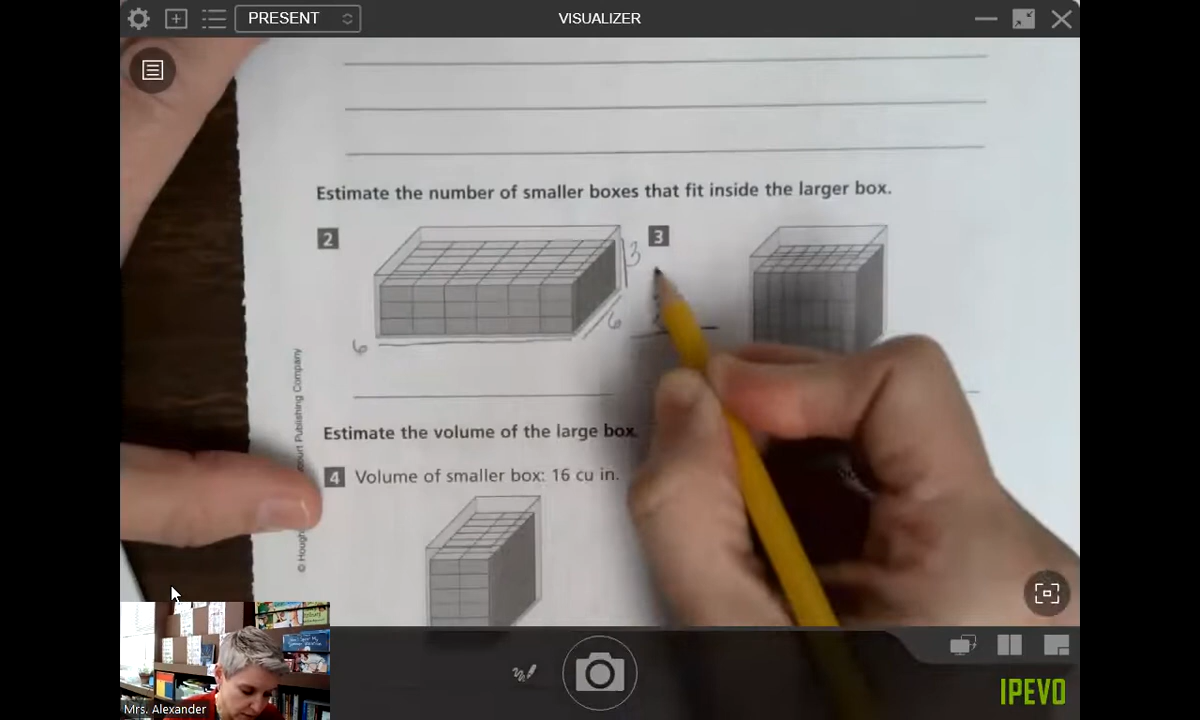 PRESENT
VISUALIZER
Estimate the number of smaller boxes that fit inside the larger box.
2
3
3
6
6
Estimate the volume of the large box.
4 Volume of smaller box: 16 cu in.
Publishing Company
© Hough
Mrs. Alexander
IPEVO